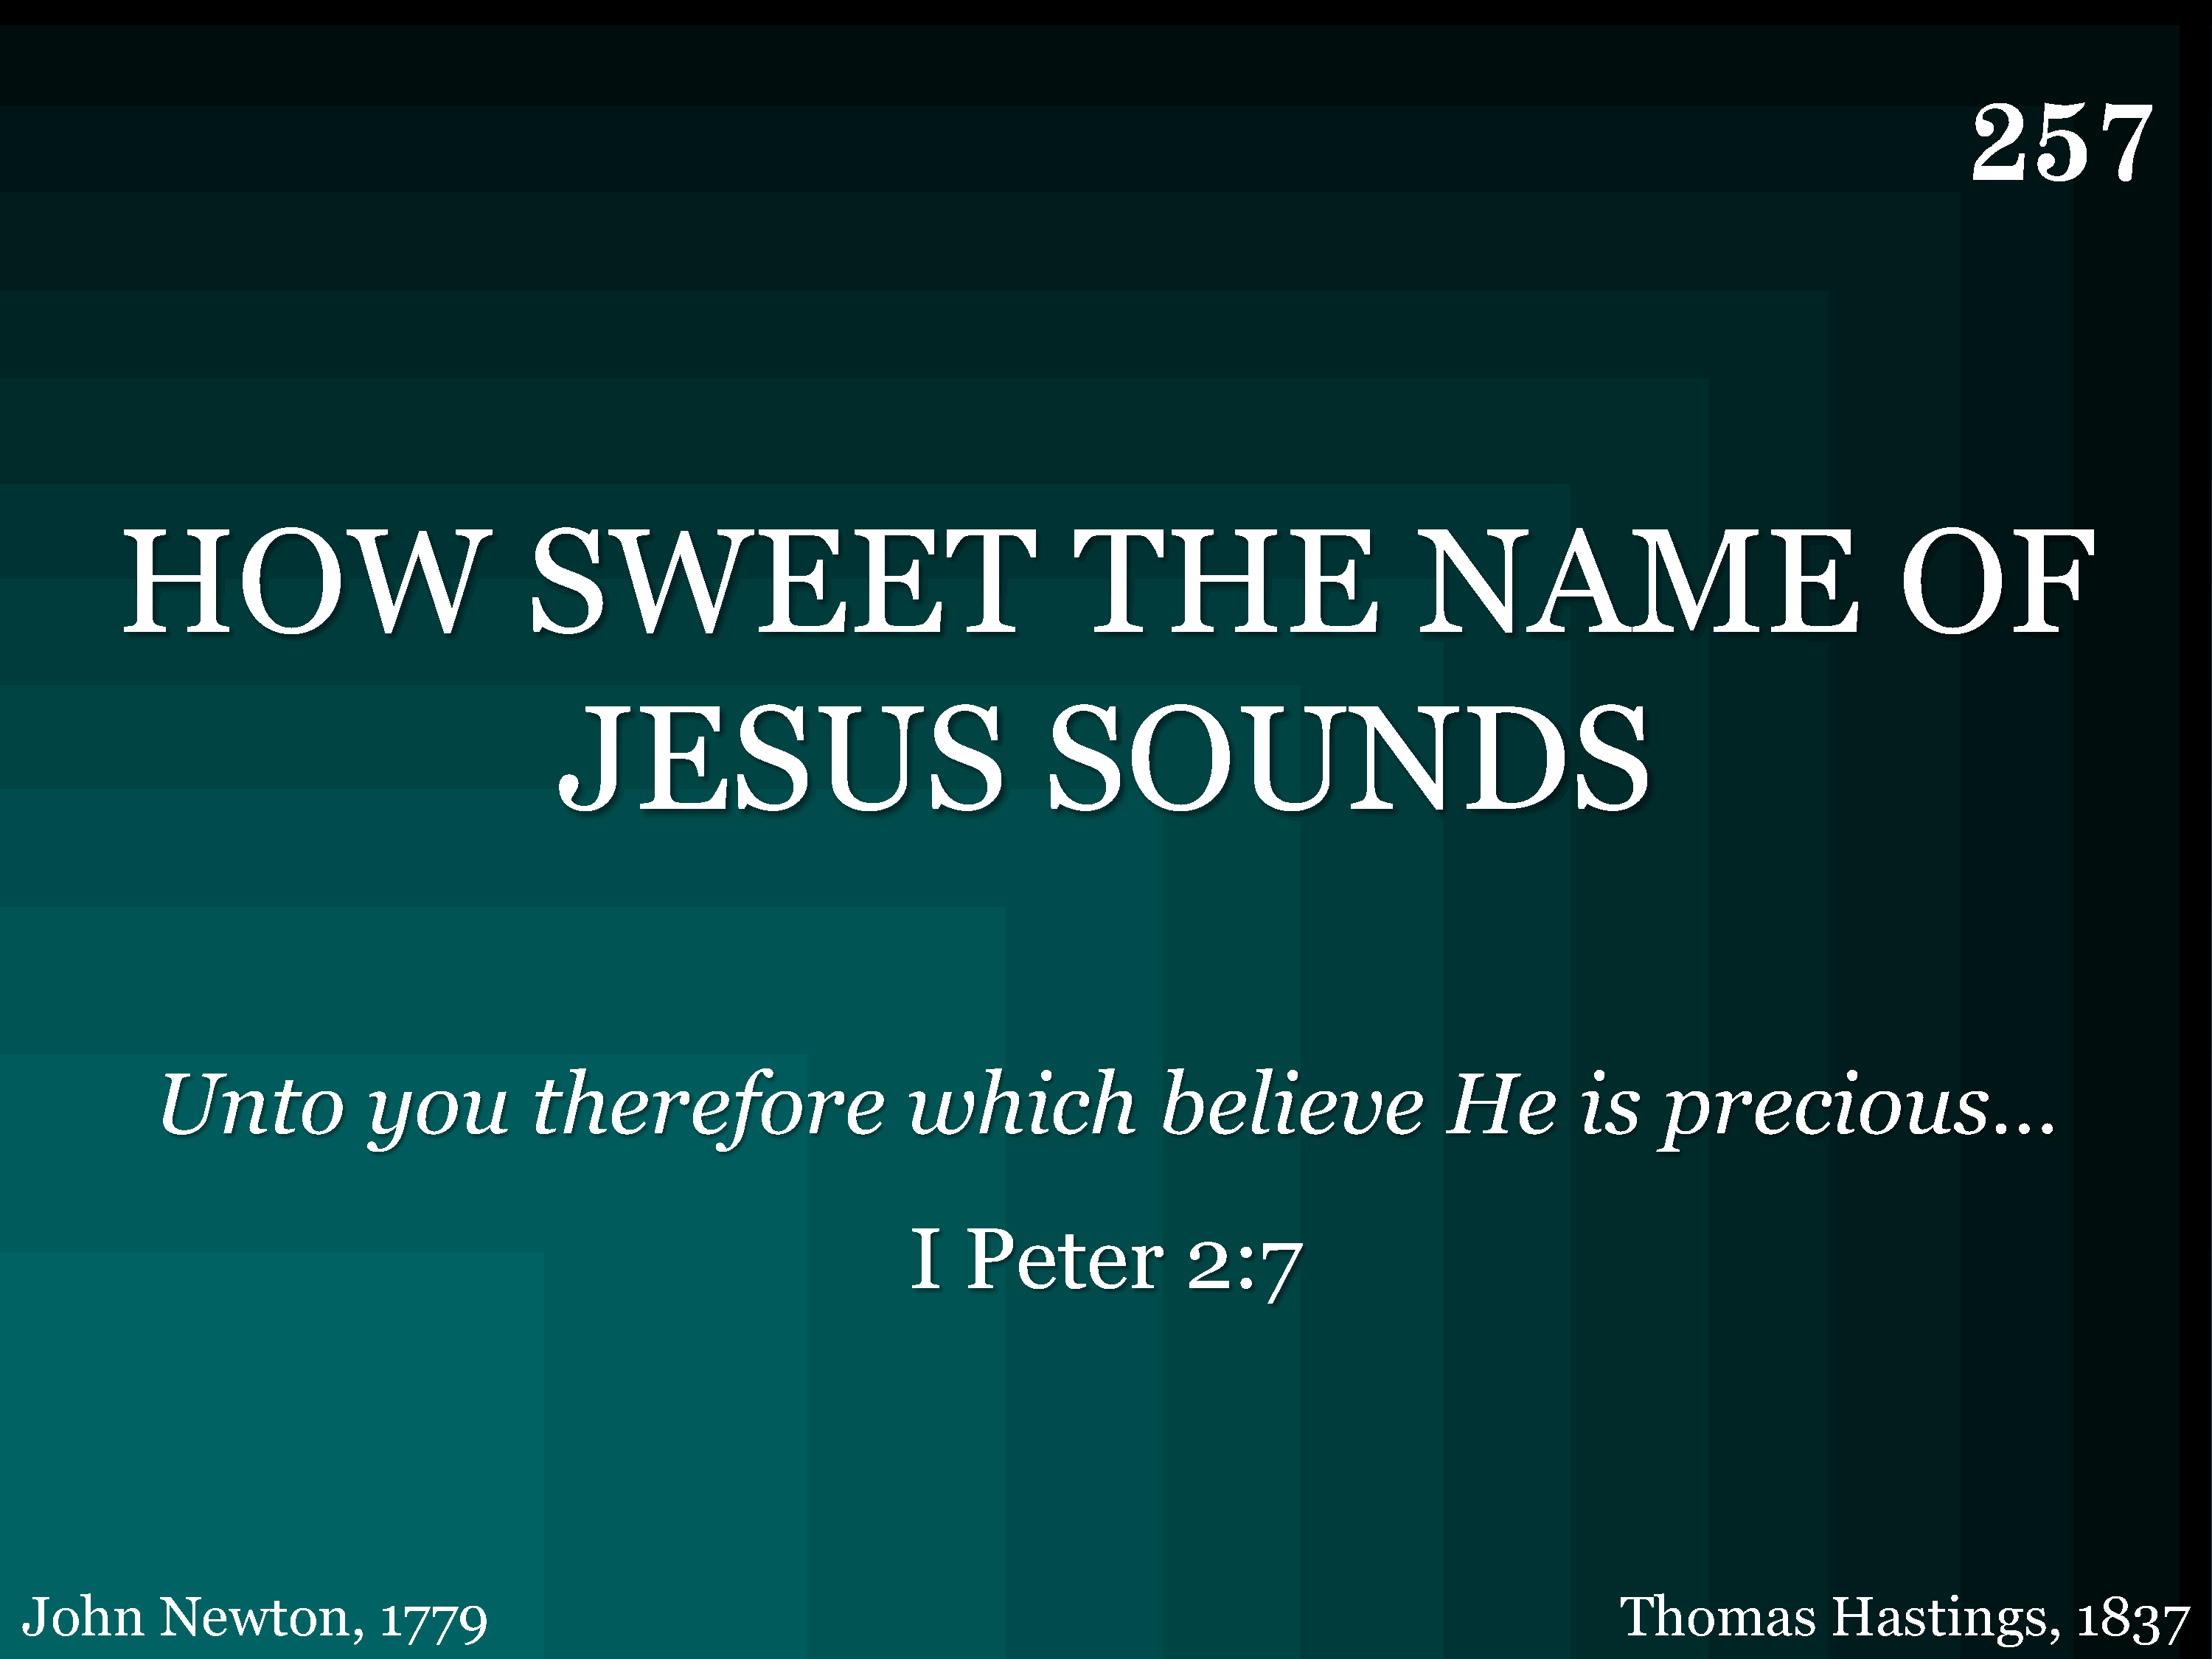 257
HOW SWEET THE NAME OF
JESUS SOUNDS
Unto you therefore which believe He is precious...
I Peter 2:7
John Newton, 1779
Thomas Hastings, 1837